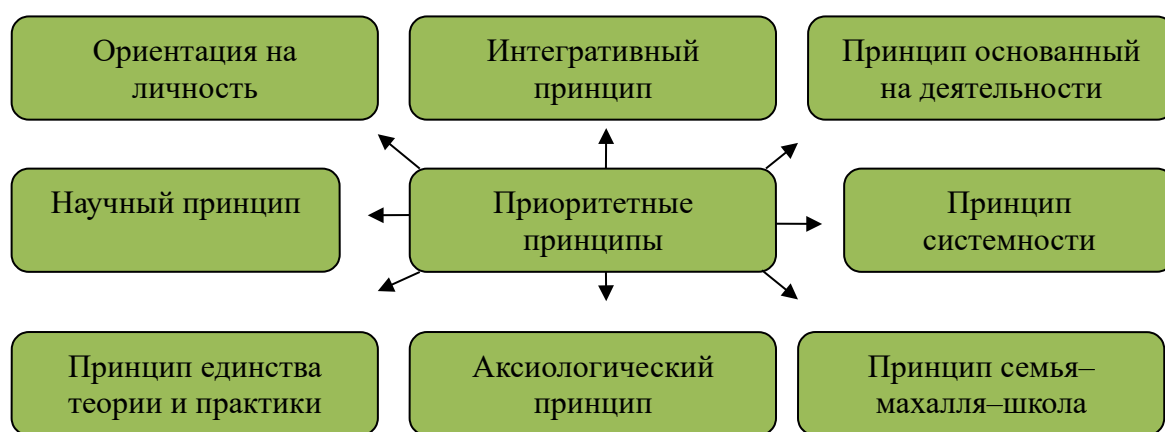 Ориентация на
личность
Интегративный
принцип
Принцип основанный
на деятельности
Научный принцип
Приоритетные
принципы
Принцип
системности
Принцип единства
теории и практики
Аксиологический
принцип
Принцип семья–
махалля–школа